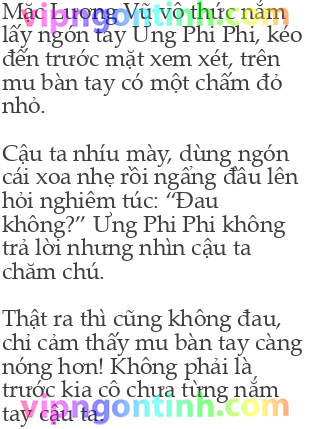 Mặc Lương Vũ vô thức nắm
lấy ngón tay Ưng Phi Phi, kéo
đến trước mặt xem xét, trên
mu bàn tay có một chấm đỏ
nhỏ.
Cậu ta nhíu mày, dùng ngón
cái xoa nhẹ rồi ngẩng đầu lên
hỏi nghiêm túc: “Đau
không?” Ưng Phi Phi không
trả lời nhưng nhìn cậu ta
chăm chú.
Thật ra thì cũng không đau,
chỉ cảm thấy mu bàn tay càng
nóng hơn! Không phải là
trước kia cô chưa từng nắm
tay cậu ta.
vipngontinh.com
vipngontinh.com